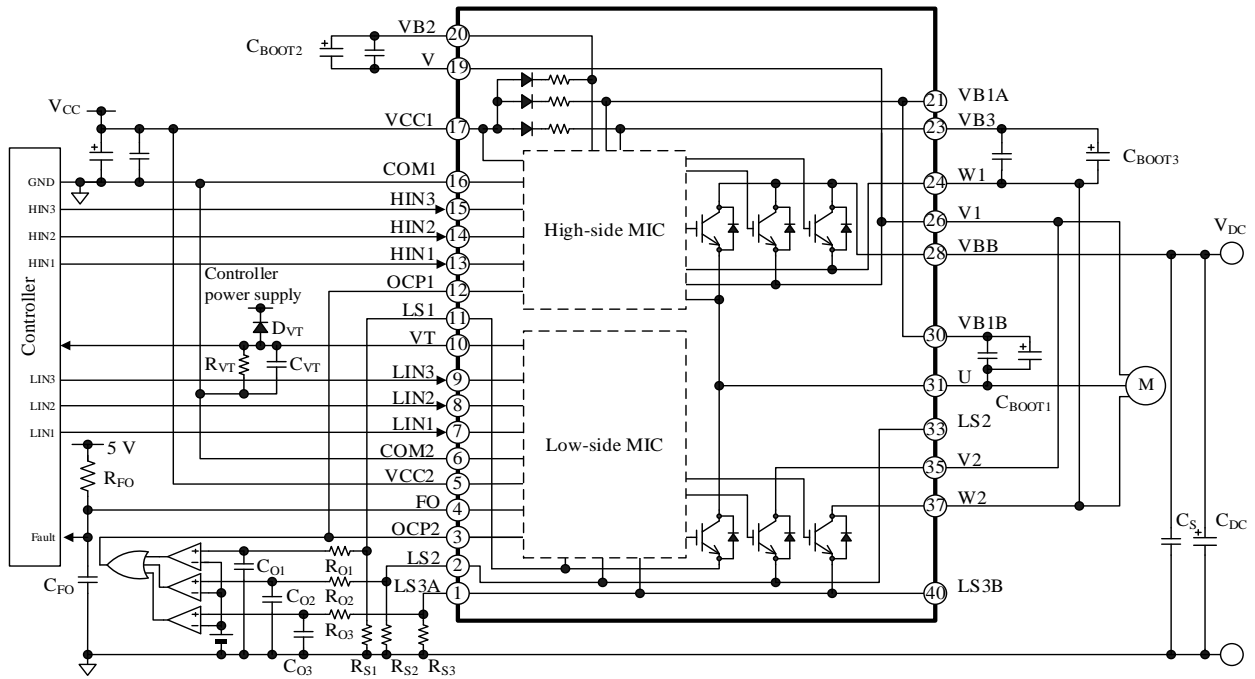 VB2
20
C_BOOT2
V
19
V_CC
VCC1
17
21
VB1A
23
VB3
C_BOOT3
GND
COM1
16
24
W1
HIN3
HIN3
15
26
V1
HIN2
HIN2
14
High-side MIC
V_DC
HIN1
HIN1
13
28
VBB
Controller
power supply
OCP1
12
LS1
11
D_VT
VT
10
30
VB1B
Controller
R_VT
C_VT
LIN3
LIN3
9
31
U
M
LIN2
LIN2
8
C_BOOT1
LIN1
LIN1
7
33
LS2
5 V
COM2
6
Low-side MIC
R_FO
VCC2
5
35
V2
FO
4
37
W2
Fault
OCP2
3
C_S
C_DC
LS2
2
C_FO
C_O1
R_O1
C_O2
R_O2
LS3A
1
40
LS3B
R_O3
C_O3
R_S1
R_S2
R_S3